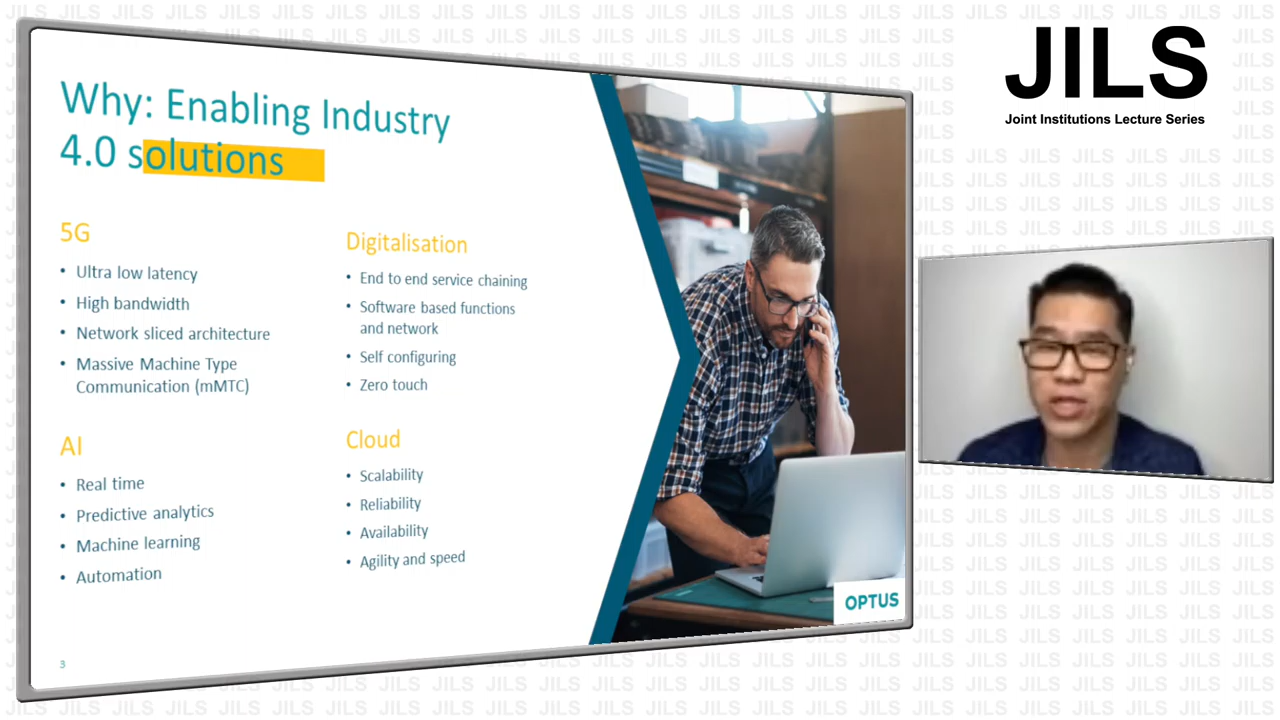 Why: Enabling Industry
4.0 solutions
5G
• Ultra low latency
• High bandwidth
• Network sliced architecture
• Massive Machine Type
Communication (mMTC)
AI
• Real time
• Predictive analytics
• Machine learning
• Automation
Digitalisation
• End to end service chaining
• Software based functions
and network
• Self configuring
• Zero touch
Cloud
• Scalability
• Reliability
• Availability
• Agility and speed
OPTUS
3
JILS
Joint Institutions Lecture Series